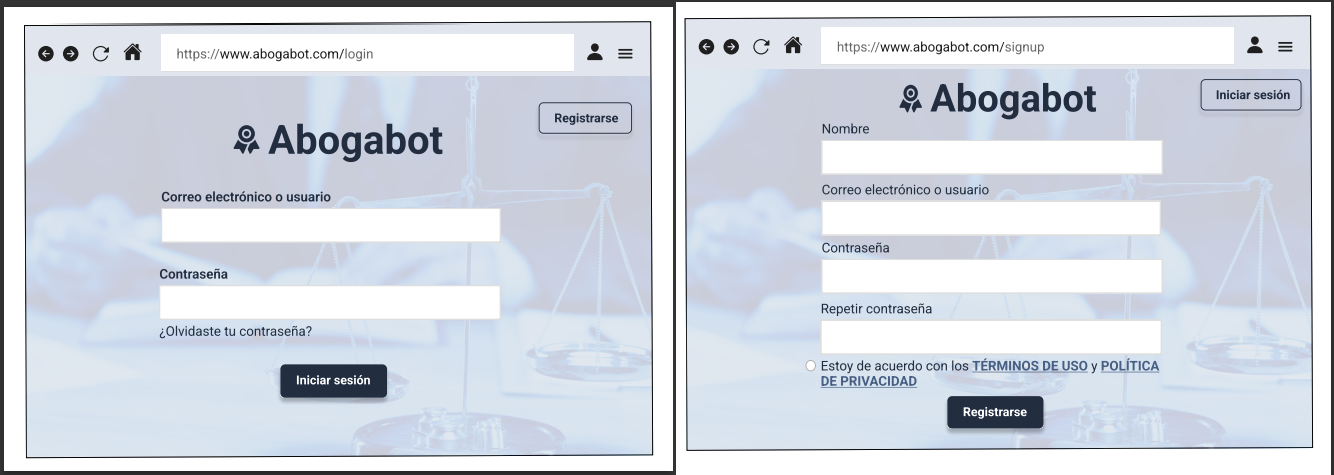 https://www.abogabot.com/login
Registrarse
Abogabot
Correo electrónico o usuario
Contraseña
¿Olvidaste tu contraseña?
Iniciar sesión
https://www.abogabot.com/signup
Iniciar sesión
Abogabot
Nombre
Correo electrónico o usuario
Contraseña
Repetir contraseña
Estoy de acuerdo con los TÉRMINOS DE USO y POLÍTICA
DE PRIVACIDAD
Registrarse